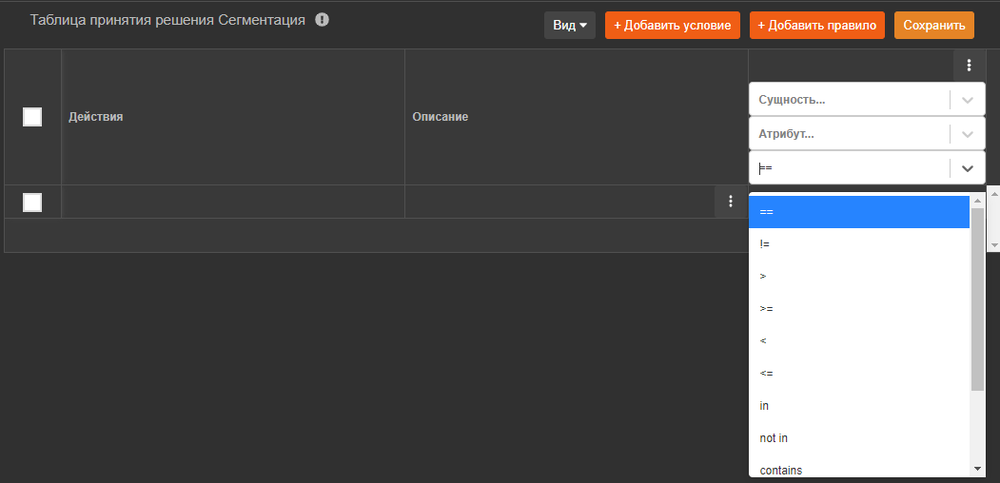 Таблица принятия решения Сегментация
Вид
+ Добавить условие
+ Добавить правило
Сохранить
Действия
Описание
Сущность...
Атрибут...
==
==
!=
>
>=
<
<=
in
not in
contains